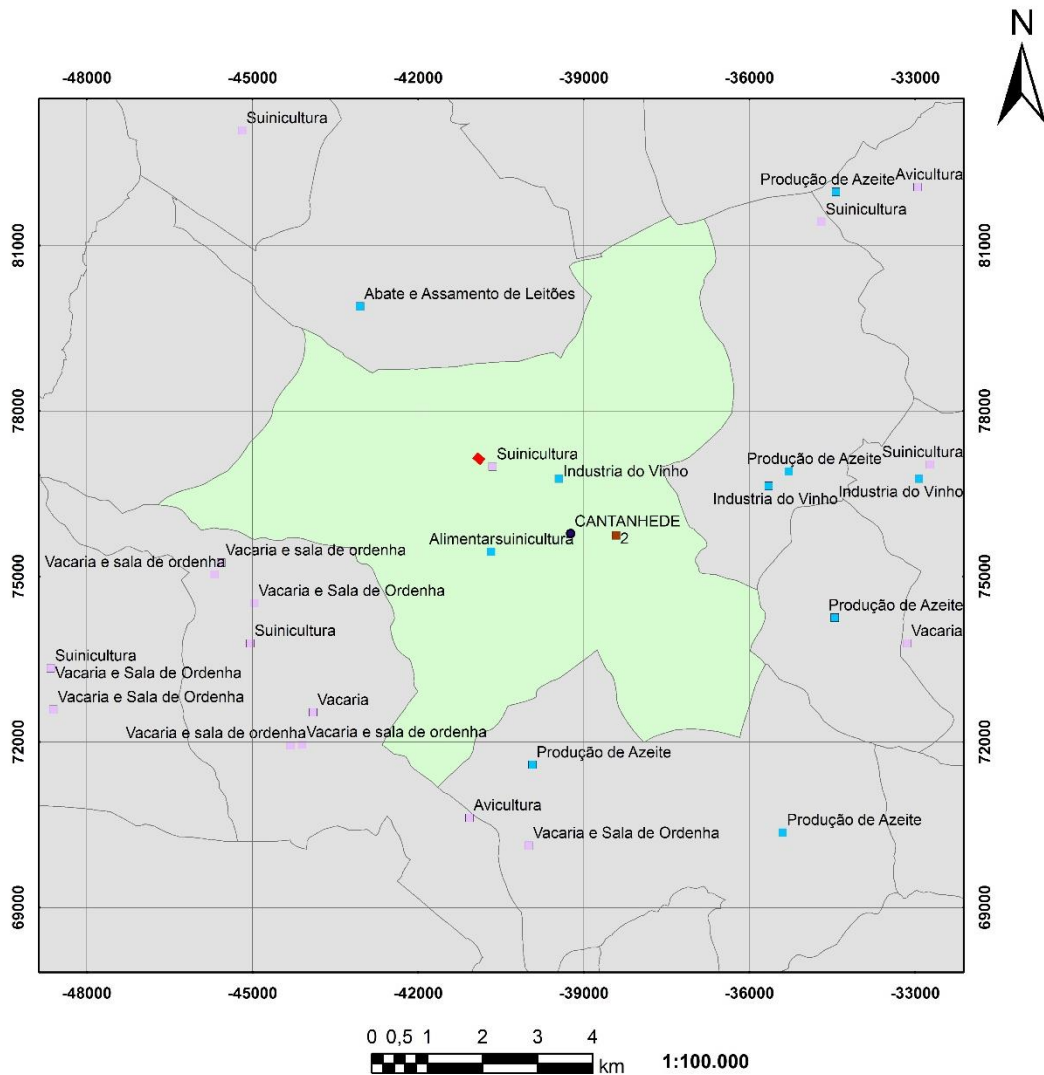 N
-48000 -45000 -42000 -39000 -36000 -33000
Suinicultura
Produção de Azeite
Avicultura
Suinicultura
81000 81000
Abate e Assamento de Leitões
78000 78000
Suinicultura
Industria do Vinho
Produção de Azeite
Suinicultura
Industria do Vinho
Industria do Vinho
CANTANHEDE
2
Alimentarsuinicultura
Vacaria e sala de ordenha
Vacaria e sala de ordenha
75000 75000
Vacaria e Sala de Ordenha
Produção de Azeite
Suinicultura
Vacaria
Suinicultura
Vacaria e Sala de Ordenha
Vacaria e Sala de Ordenha
Vacaria
Vacaria e sala de ordenha
Vacaria e sala de ordenha
72000 72000
Produção de Azeite
Avicultura
Vacaria e Sala de Ordenha
Produção de Azeite
69000 69000
-48000 -45000 -42000 -39000 -36000 -33000
0 0,5 1 2 3 4
km
1:100.000